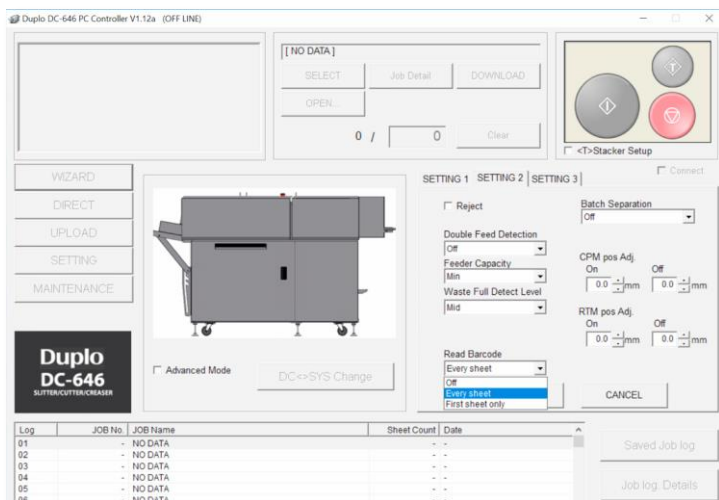 Duplo DC-646 PC Controller V1.12a (OFF LINE)
[ NO DATA ]
SELECT Job Detail DOWNLOAD
OPEN...
0 / 0 Clear
<T>Stacker Setup
Connect
WIZARD
DIRECT
UPLOAD
SETTING
MAINTENANCE
Duplo
DC-646
SLITTER/CUTTER/CREASER
Advanced Mode
DC<>SYS Change
SETTING 1 SETTING 2 SETTING 3
Reject
Batch Separation
Off
Double Feed Detection
Off
Feeder Capacity
Min
Waste Full Detect Level
Mid
CPM pos Adj.
On Off
0.0 mm 0.0 mm
RTM pos Adj.
On Off
0.0 mm 0.0 mm
Read Barcode
Every sheet
Off
Every sheet
First sheet only
CANCEL
Log JOB No. JOB Name Sheet Count Date
01 - NO DATA - -
02 - NO DATA - -
03 - NO DATA - -
04 - NO DATA - -
05 - NO DATA - -
Saved Job log
Job log. Details